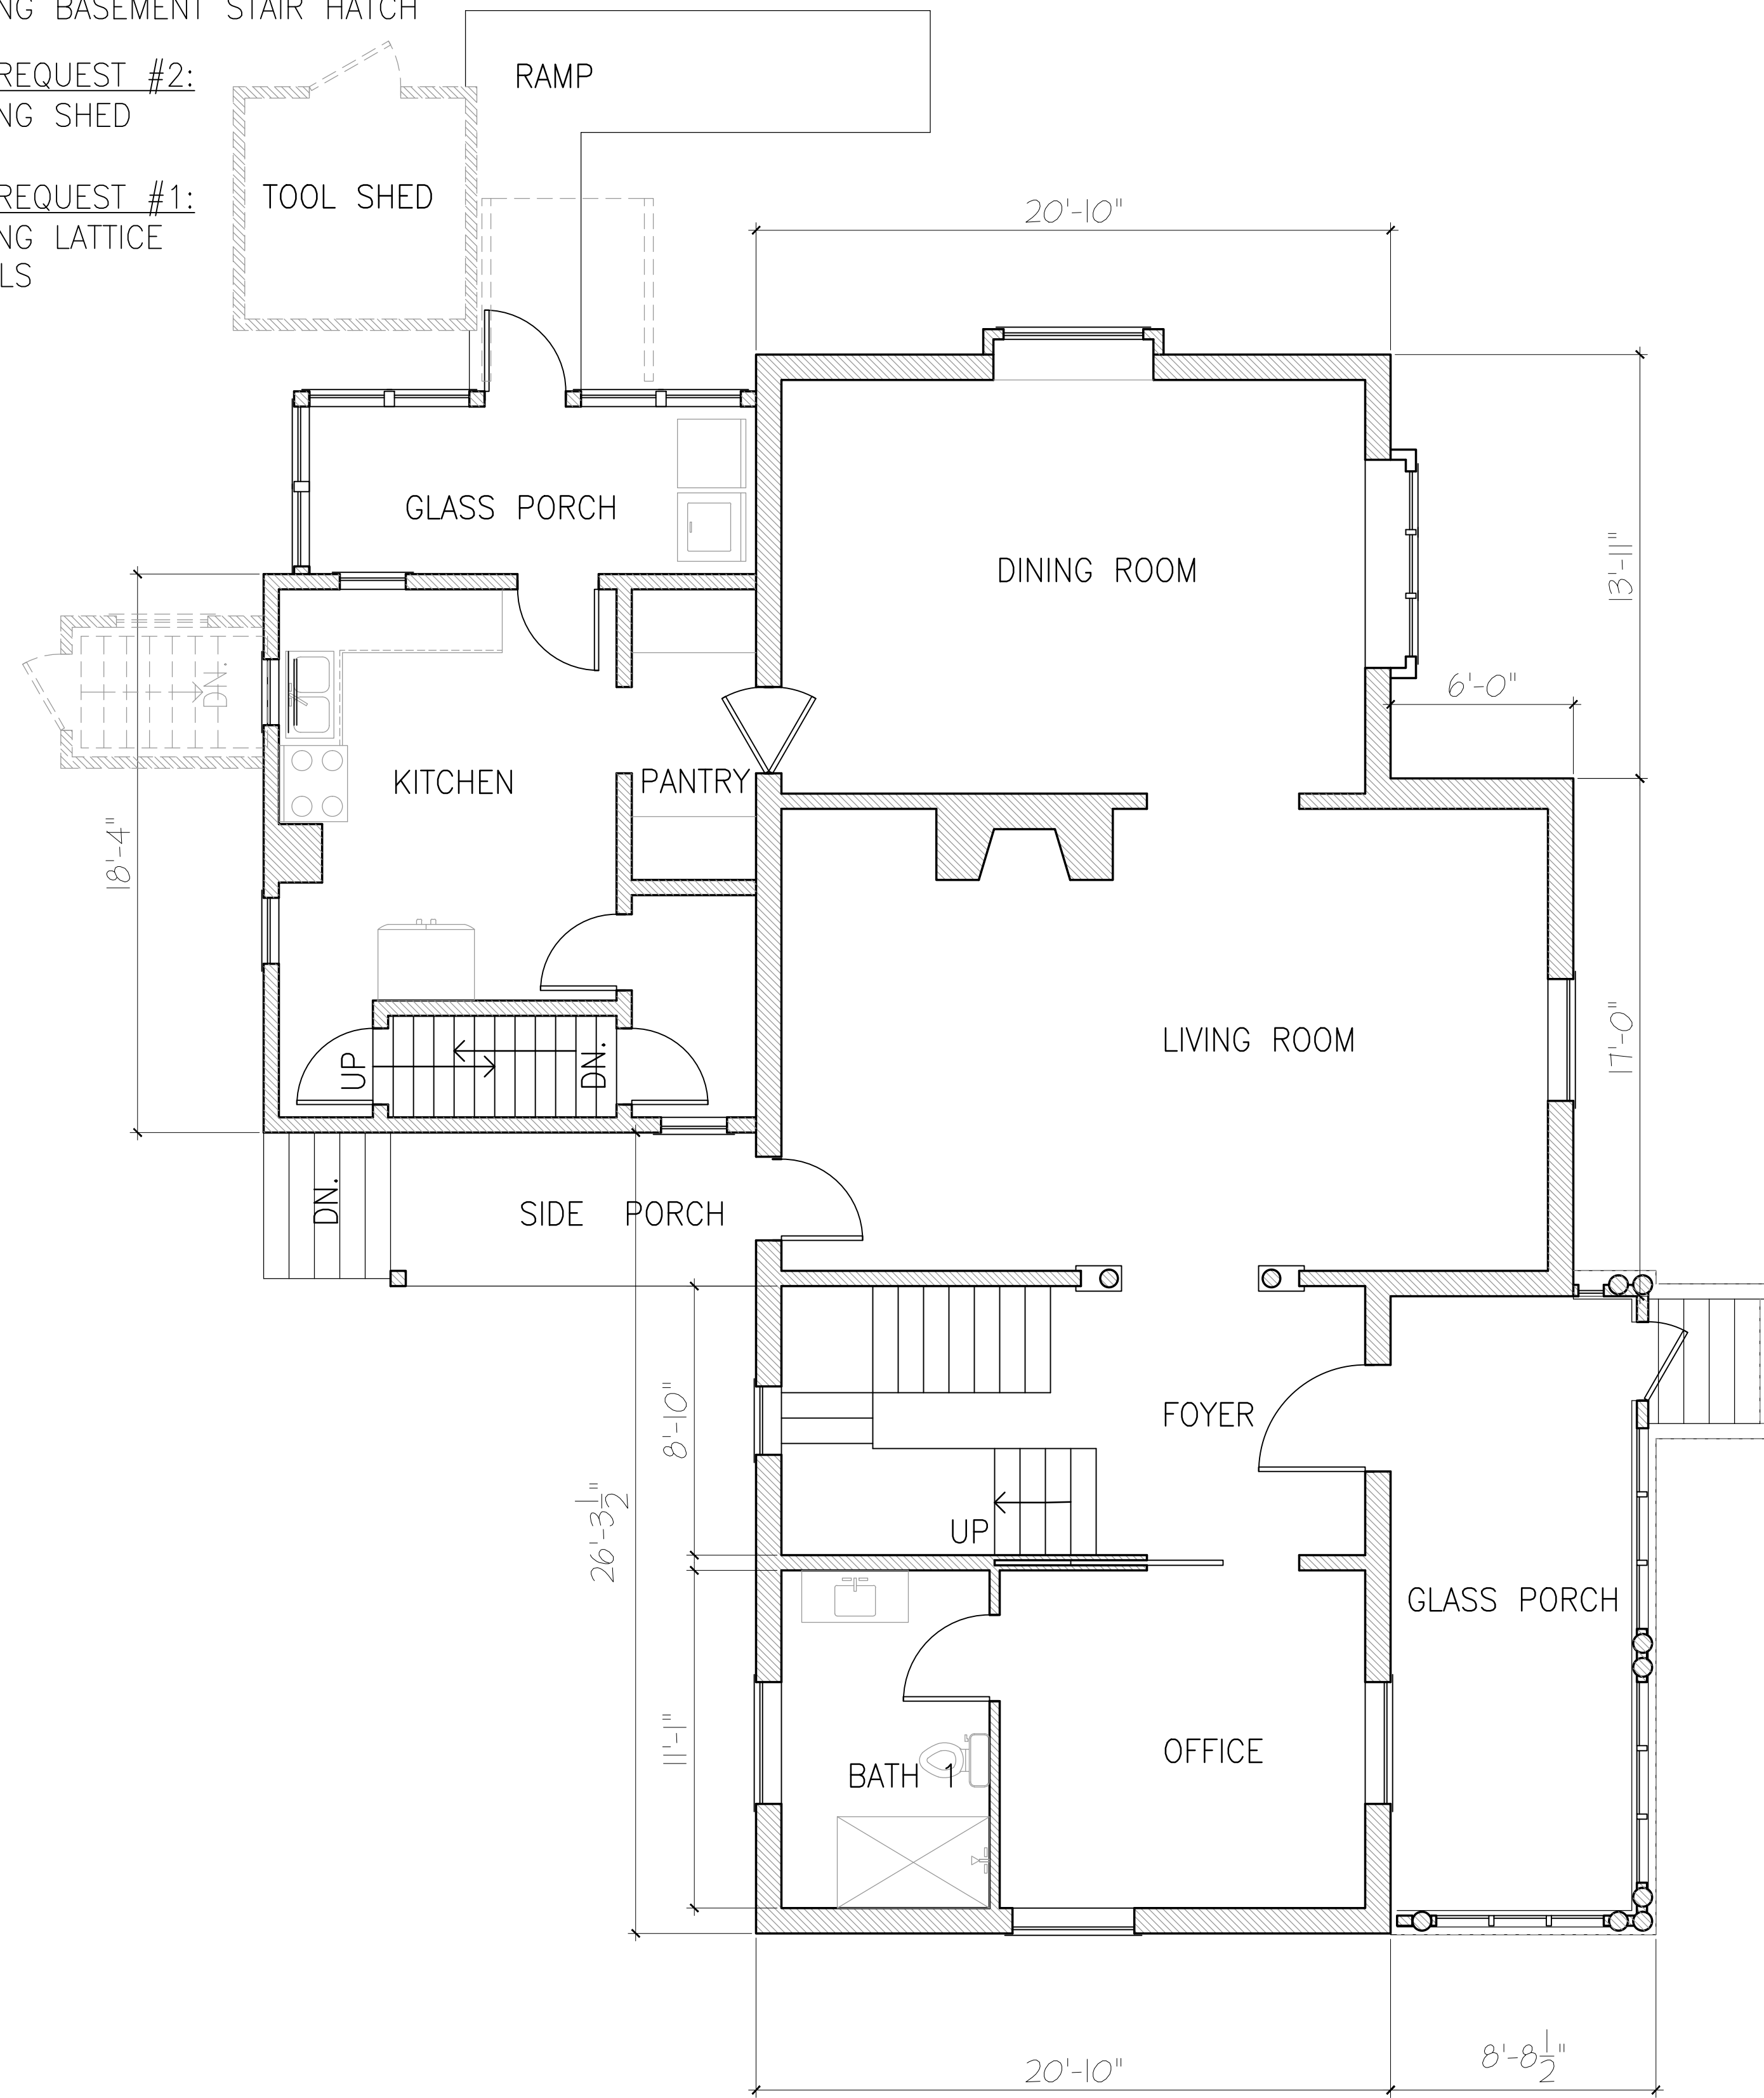 NG BASEMENT STAIR HATCH
REQUEST #2:
NG SHED
REQUEST #1:
NG LATTICE
LS
RAMP
TOOL SHED
20'-10"
GLASS PORCH
DINING ROOM
13'-11"
6'-0"
DN.
KITCHEN
PANTRY
18'-4"
LIVING ROOM
17'-0"
UP
DN.
DN.
SIDE PORCH
8'-10"
FOYER
26'-3 1/2"
UP
GLASS PORCH
11'-1"
BATH 1
OFFICE
20'-10"
8'-8 1/2"